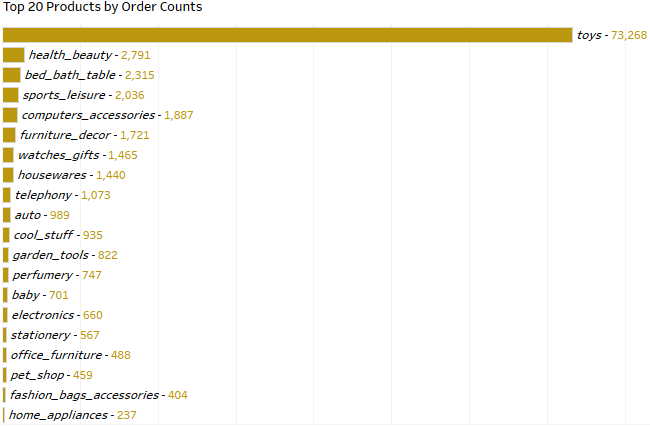 Top 20 Products by Order Counts
toys - 73,268
health_beauty - 2,791
bed_bath_table - 2,315
sports_leisure - 2,036
computers_accessories - 1,887
furniture_decor - 1,721
watches_gifts - 1,465
housewares - 1,440
telephony - 1,073
auto - 989
cool_stuff - 935
garden_tools - 822
perfumery - 747
baby - 701
electronics - 660
stationery - 567
office_furniture - 488
pet_shop - 459
fashion_bags_accessories - 404
home_appliances - 237